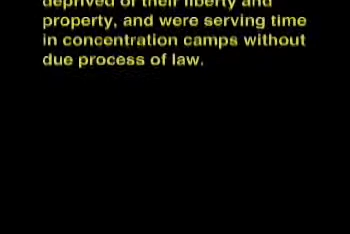 deprived of their liberty and
property, and were serving time
in concentration camps without
due process of law.